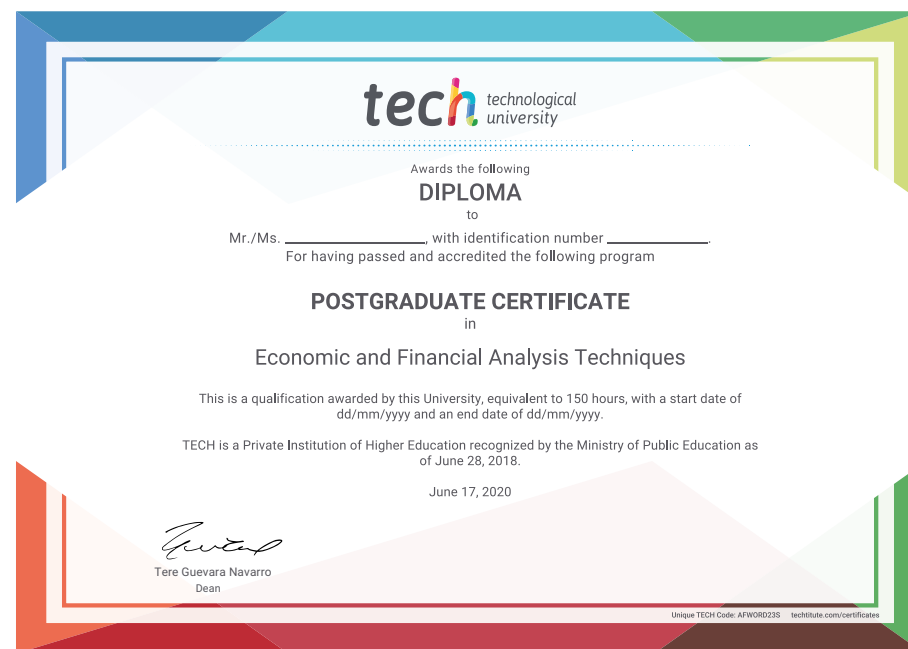 tech technological
university
Awards the following
DIPLOMA
to
Mr./Ms. ____________________, with identification number ______________.
For having passed and accredited the following program
POSTGRADUATE CERTIFICATE
in
Economic and Financial Analysis Techniques
This is a qualification awarded by this University, equivalent to 150 hours, with a start date of
dd/mm/yyyy and an end date of dd/mm/yyyy.
TECH is a Private Institution of Higher Education recognized by the Ministry of Public Education as
of June 28, 2018.
June 17, 2020
Tere Guevara Navarro
Dean
Unique TECH Code: AFWORD23S techtitute.com/certificates